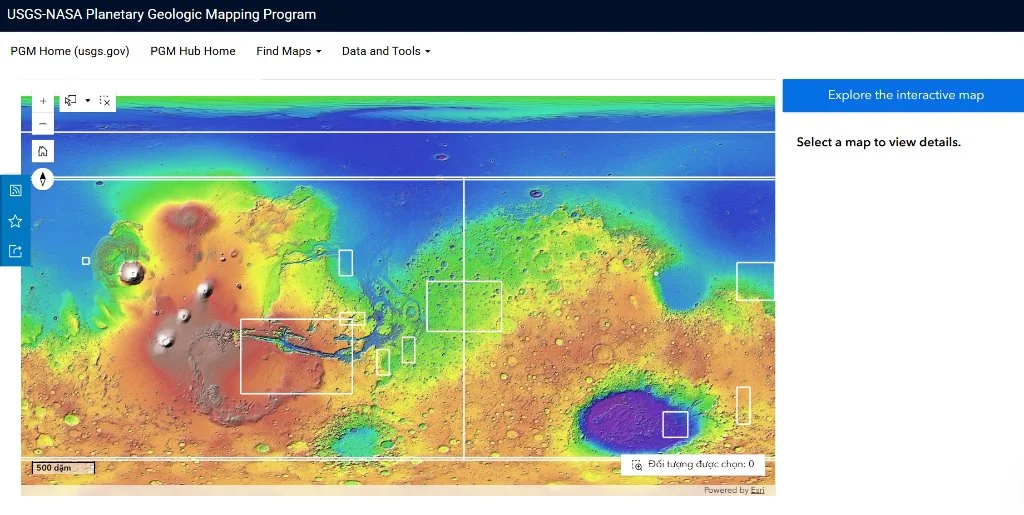 USGS-NASA Planetary Geologic Mapping Program
PGM Home (usgs.gov) PGM Hub Home Find Maps Data and Tools
Explore the interactive map
Select a map to view details.
500 dặm
Đối tượng được chọn: 0
Powered by Esri